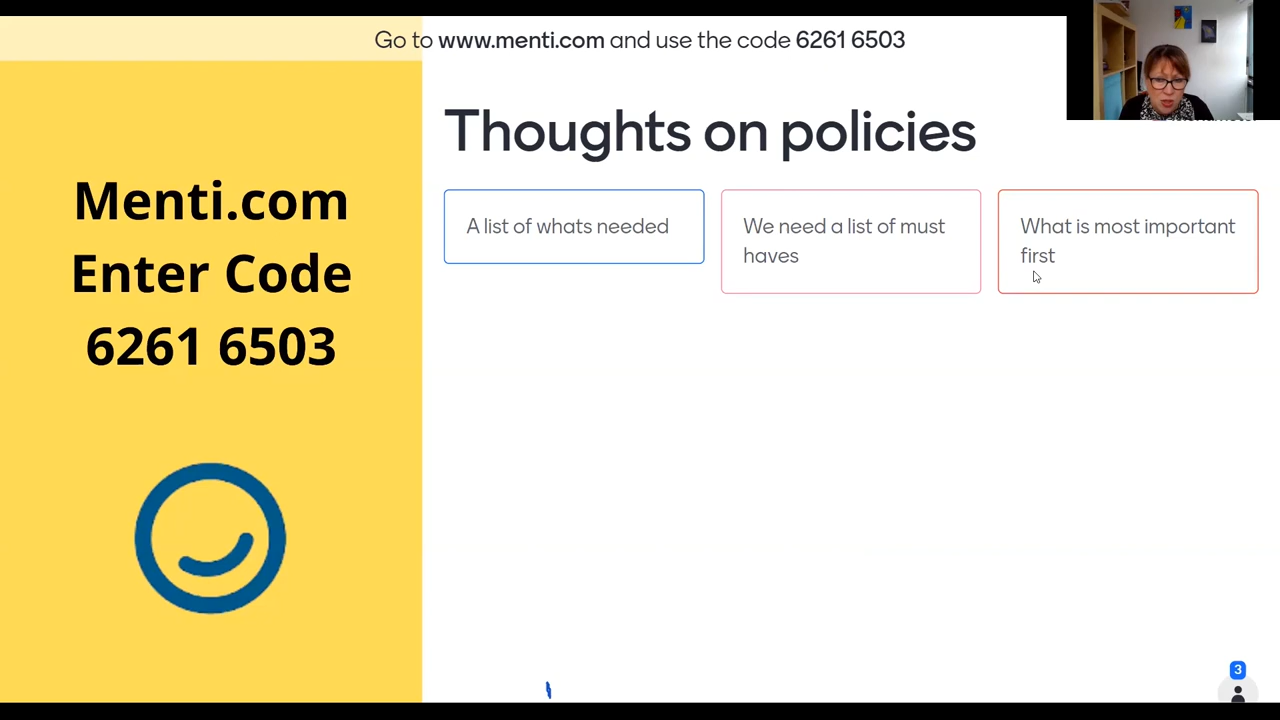 Go to www.menti.com and use the code 6261 6503
Menti.com
Enter Code
6261 6503
Thoughts on policies
A list of whats needed
We need a list of must
haves
What is most important
first
3